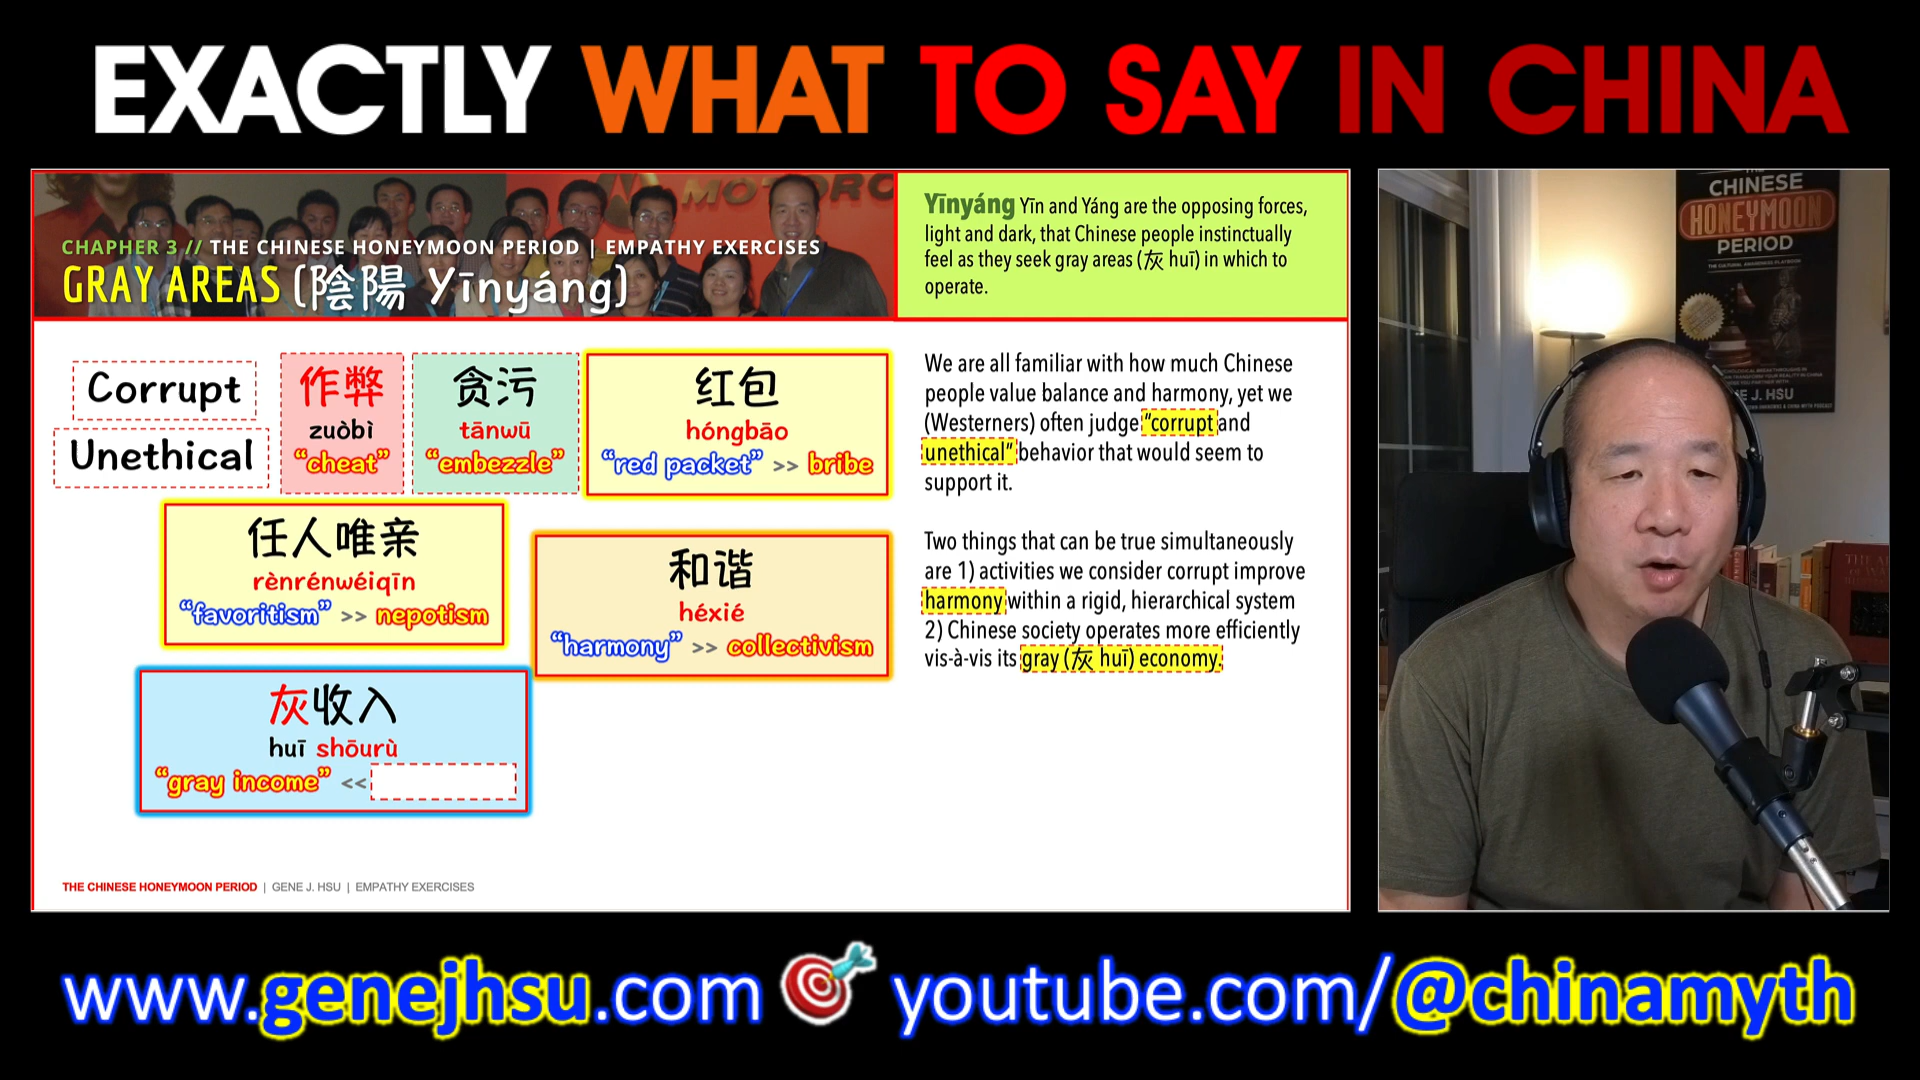 EXACTLY WHAT TO SAY IN CHINA
MOTORO
CHAPHER 3 // THE CHINESE HONEYMOON PERIOD | EMPATHY EXERCISES
GRAY AREAS (陰陽 Yīnyáng)
Yīnyáng Yīn and Yáng are the opposing forces,
light and dark, that Chinese people instinctually
feel as they seek gray areas (灰 huī) in which to
operate.
Corrupt
Unethical
作弊
zuòbì
“cheat”
贪污
tānwū
“embezzle”
红包
hóngbāo
“red packet” >> bribe
任人唯亲
rènrénwéiqīn
“favoritism” >> nepotism
和谐
héxié
“harmony” >> collectivism
灰收入
huī shōurù
“gray income” <<
We are all familiar with how much Chinese
people value balance and harmony, yet we
(Westerners) often judge “corrupt and
unethical” behavior that would seem to
support it.
Two things that can be true simultaneously
are 1) activities we consider corrupt improve
harmony within a rigid, hierarchical system
2) Chinese society operates more efficiently
vis-à-vis its gray (灰 huī) economy.
THE CHINESE HONEYMOON PERIOD | GENE J. HSU | EMPATHY EXERCISES
CHINESE
HONEYMOON
PERIOD
THE CULTURAL AWARENESS PLAYBOOK
E J. HSU
www.genejhsu.com youtube.com/@chinamyth